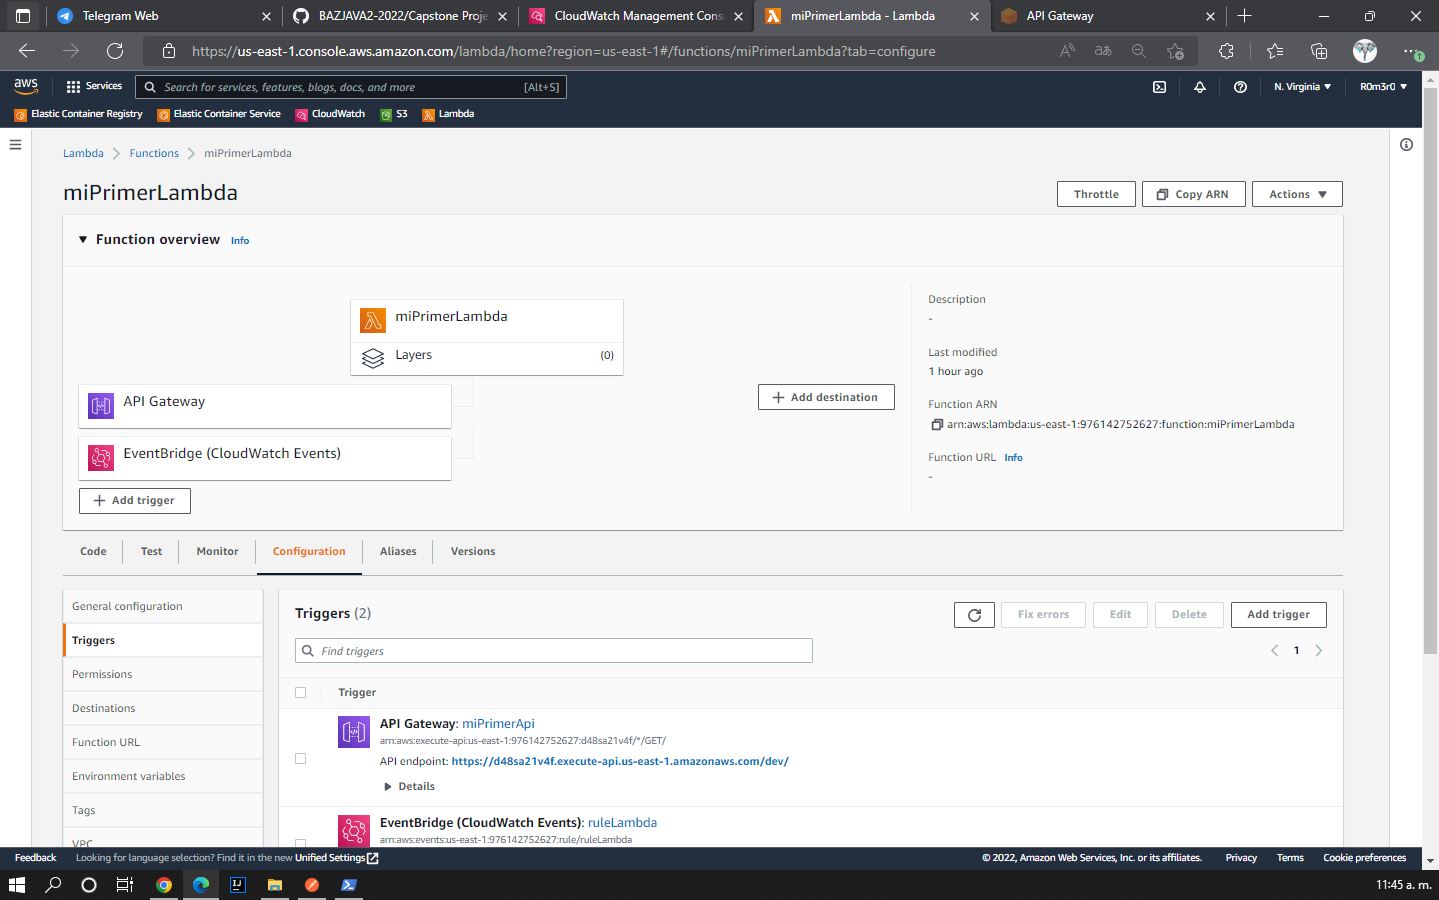 Telegram Web
BAZJAVA2-2022/Capstone Proje
CloudWatch Management Cons
miPrimerLambda - Lambda
API Gateway
https://us-east-1.console.aws.amazon.com/lambda/home?region=us-east-1#/functions/miPrimerLambda?tab=configure
aws
Services
Search for services, features, blogs, docs, and more
[Alt+S]
N. Virginia
R0m3r0
Elastic Container Registry
Elastic Container Service
CloudWatch
S3
Lambda
Lambda
Functions
miPrimerLambda
miPrimerLambda
Throttle
Copy ARN
Actions
Function overview Info
miPrimerLambda
Layers (0)
API Gateway
EventBridge (CloudWatch Events)
Add trigger
Add destination
Description
-
Last modified
1 hour ago
Function ARN
arn:aws:lambda:us-east-1:976142752627:function:miPrimerLambda
Function URL Info
-
Code
Test
Monitor
Configuration
Aliases
Versions
General configuration
Triggers
Permissions
Destinations
Function URL
Environment variables
Tags
VPC
Triggers (2)
Fix errors
Edit
Delete
Add trigger
Find triggers
1
Trigger
API Gateway: miPrimerApi
arn:aws:execute-api:us-east-1:976142752627:d48sa21v4f/*/GET/
API endpoint: https://d48sa21v4f.execute-api.us-east-1.amazonaws.com/dev/
Details
EventBridge (CloudWatch Events): ruleLambda
arn:aws:events:us-east-1:976142752627:rule/ruleLambda
Feedback
Looking for language selection? Find it in the new Unified Settings
© 2022, Amazon Web Services, Inc. or its affiliates.
Privacy
Terms
Cookie preferences
11:45 a. m.